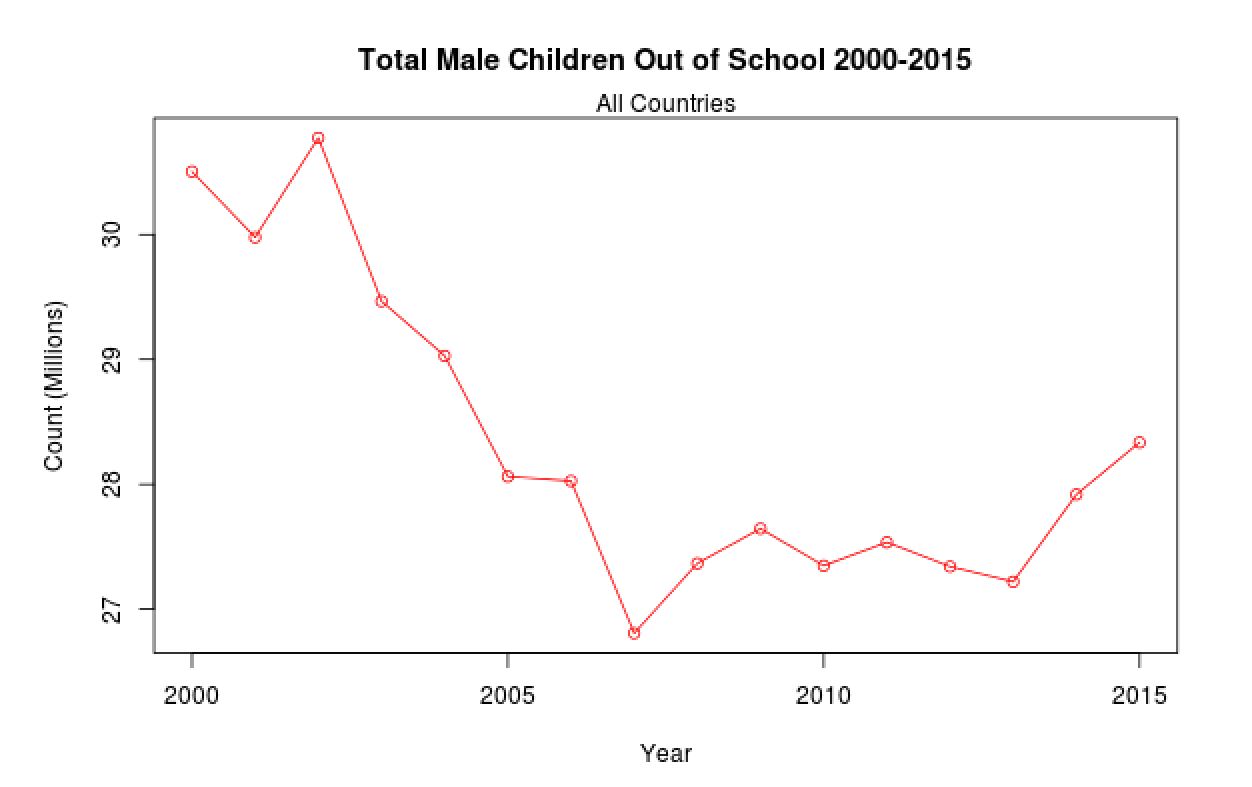 Total Male Children Out of School 2000-2015
All Countries
Count (Millions)
30
29
28
27
2000 2005 2010 2015
Year